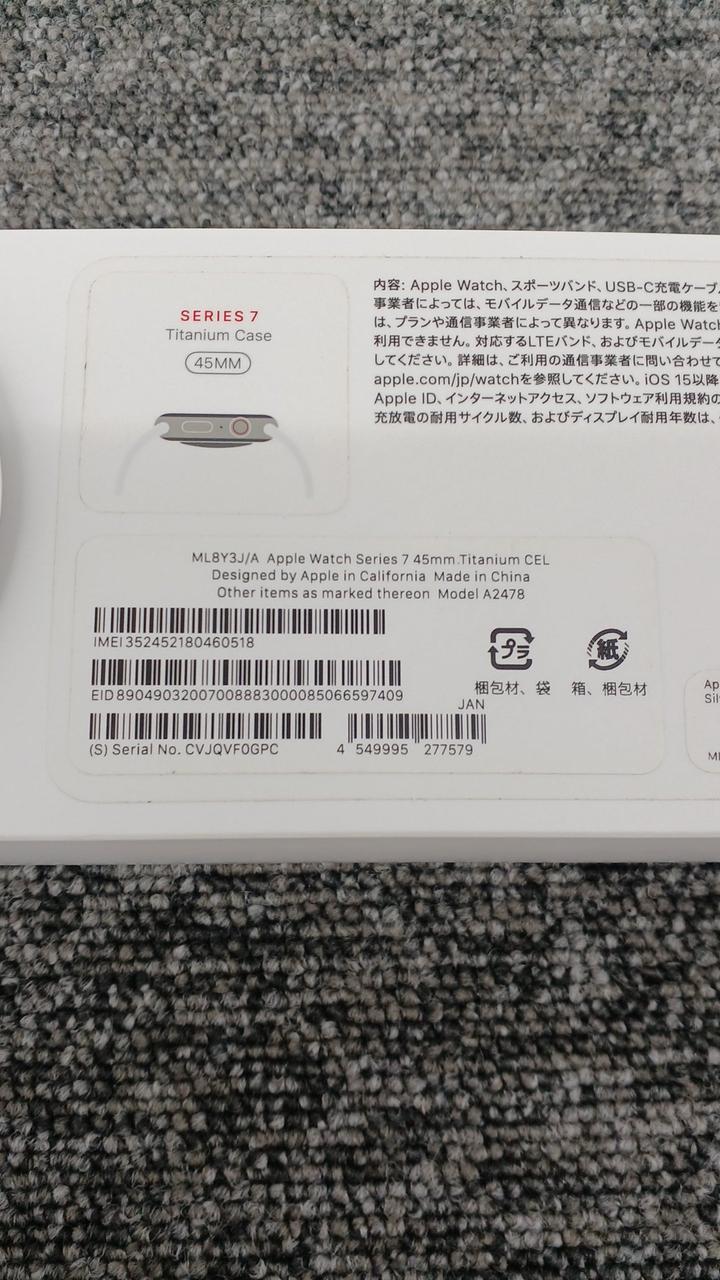 SERIES 7
Titanium Case
45MM
内容: Apple Watch、スポーツバンド、USB-C充電ケーブ
事業者によっては、モバイルデータ通信などの一部の機能を
は、プランや通信事業者によって異なります。Apple Watch
利用できません。対応するLTEバンド、およびモバイルデー
してください。詳細は、ご利用の通信事業者に問い合わせて
apple.com/jp/watchを参照してください。iOS 15以降
Apple ID、インターネットアクセス、ソフトウェア利用規約の
充放電の耐用サイクル数、およびディスプレイ耐用年数は、
ML8Y3J/A Apple Watch Series 7 45mm Titanium CEL
Designed by Apple in California Made in China
Other items as marked thereon Model A2478
IMEI 352452180460518
EID 89049032007008883000085066597409
JAN
(S) Serial No. CVJQVF0GPC
4 549995 277579
プラ
紙
梱包材、袋
箱、梱包材
Ap
Sil